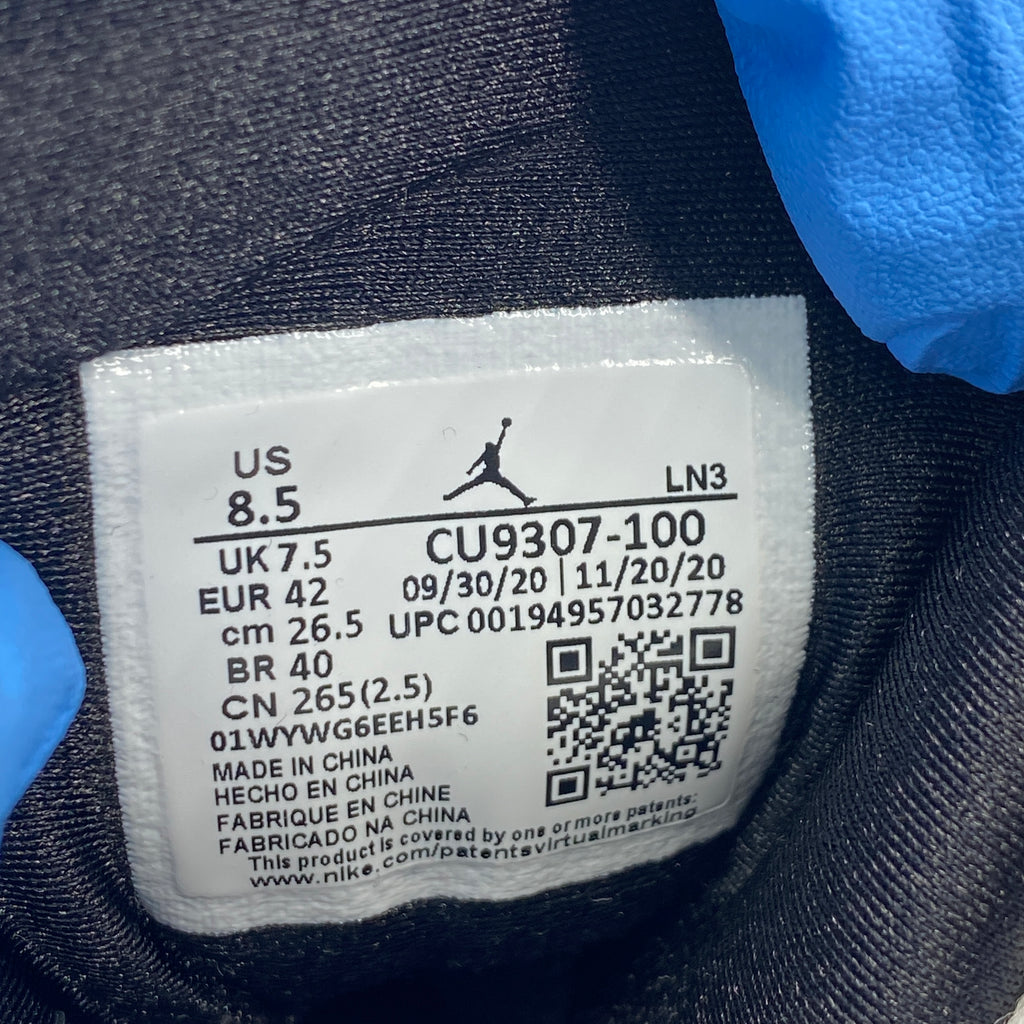 US
8.5
LN3
UK 7.5
CU9307-100
EUR 42
09/30/20 | 11/20/20
cm 26.5
UPC 00194957032778
BR 40
CN 265(2.5)
01WYWG6EEH5F6
MADE IN CHINA
HECHO EN CHINA
FABRIQUE EN CHINE
FABRICADO NA CHINA
This product is covered by one or more patents:
www.nike.com/patentsvirtualmarking